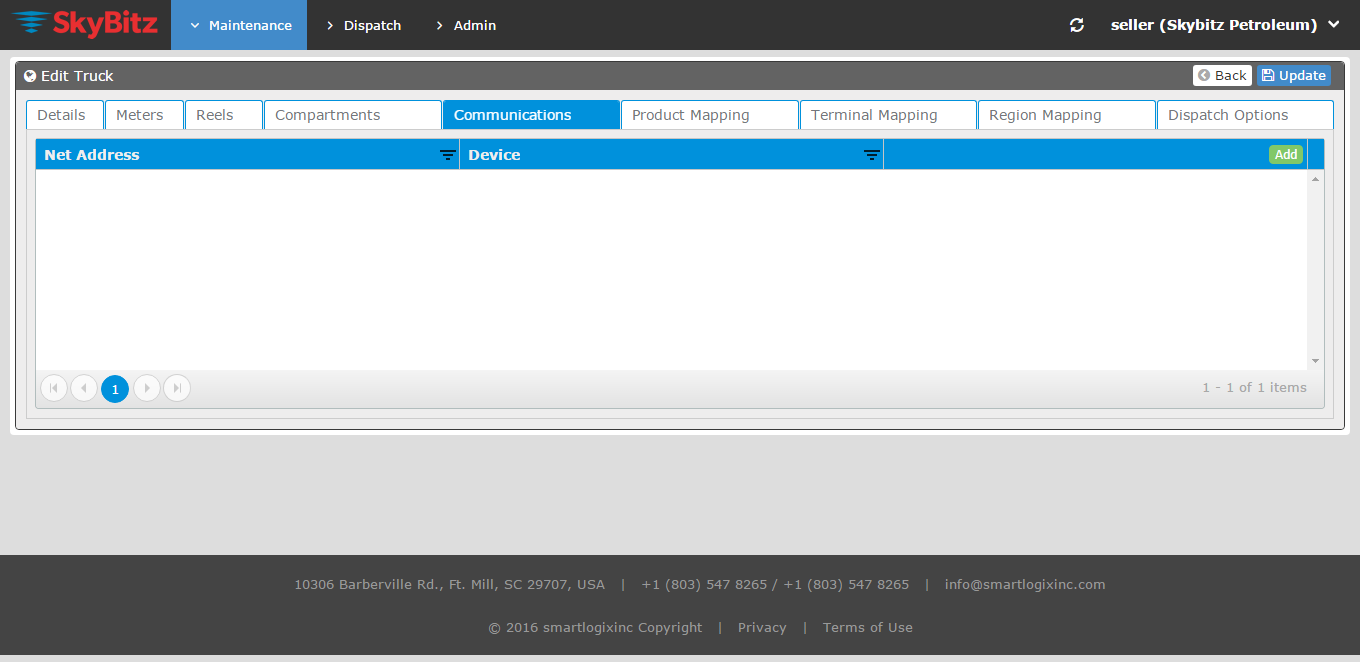 SkyBitz Maintenance Dispatch Admin seller (Skybitz Petroleum)
Edit Truck Back Update
Details Meters Reels Compartments Communications Product Mapping Terminal Mapping Region Mapping Dispatch Options
Net Address Device Add
1 1 - 1 of 1 items
10306 Barberville Rd., Ft. Mill, SC 29707, USA | +1 (803) 547 8265 / +1 (803) 547 8265 | info@smartlogixinc.com
© 2016 smartlogixinc Copyright | Privacy | Terms of Use